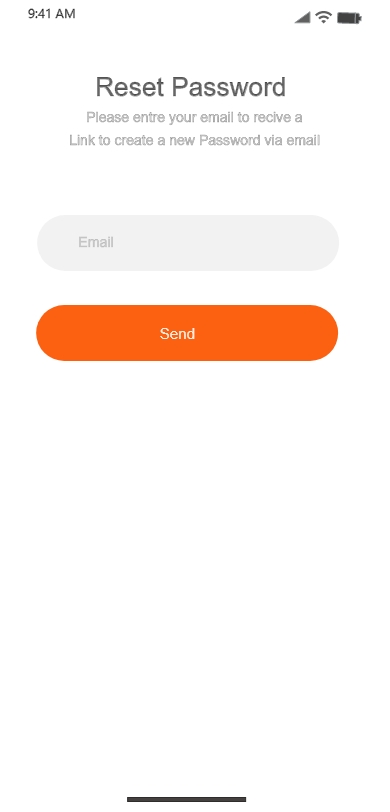 9:41 AM
Reset Password
Please entre your email to recive a
Link to create a new Password via email
Email
Send